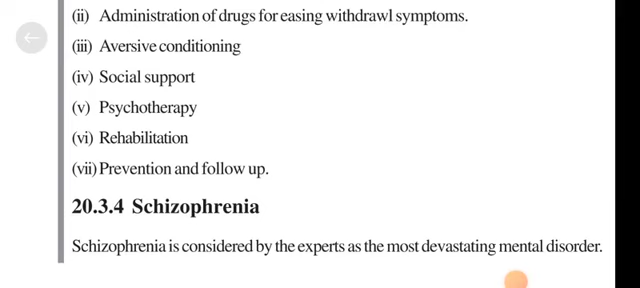 (ii) Administration of drugs for easing withdrawl symptoms.
(iii) Aversive conditioning
(iv) Social support
(v) Psychotherapy
(vi) Rehabilitation
(vii) Prevention and follow up.
20.3.4 Schizophrenia
Schizophrenia is considered by the experts as the most devastating mental disorder.